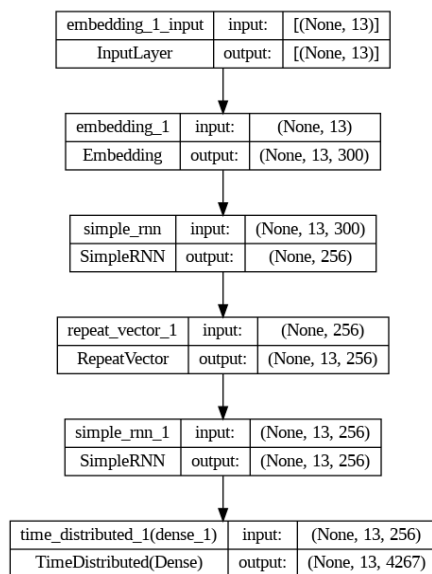 embedding_1_input input: [(None, 13)]
InputLayer output: [(None, 13)]
embedding_1 input: (None, 13)
Embedding output: (None, 13, 300)
simple_rnn input: (None, 13, 300)
SimpleRNN output: (None, 256)
repeat_vector_1 input: (None, 256)
RepeatVector output: (None, 13, 256)
simple_rnn_1 input: (None, 13, 256)
SimpleRNN output: (None, 13, 256)
time_distributed_1(dense_1) input: (None, 13, 256)
TimeDistributed(Dense) output: (None, 13, 4267)